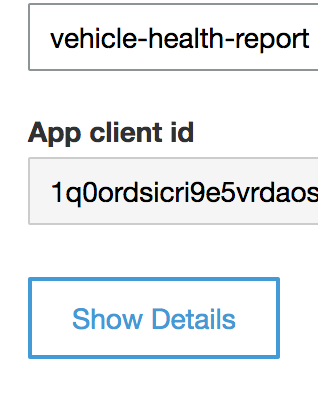 vehicle-health-report
App client id
1q0ordsicri9e5vrdaos
Show Details